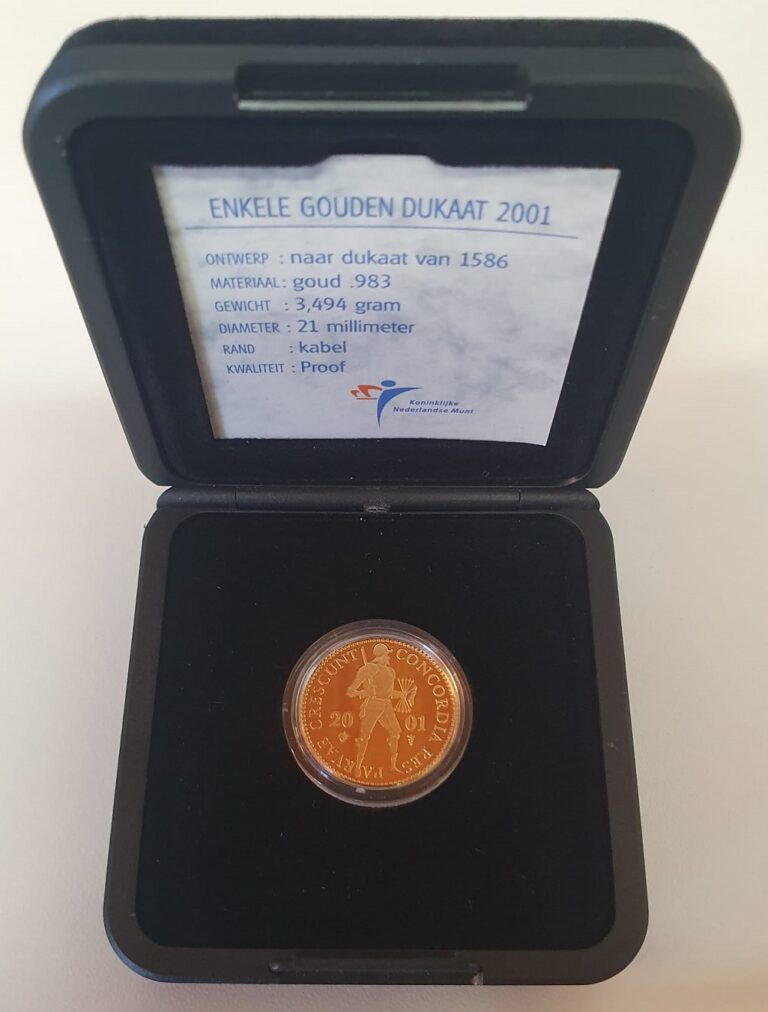 ENKELE GOUDEN DUKAAT 2001
ONTWERP : naar dukaat van 1586
MATERIAAL : goud .983
GEWICHT : 3,494 gram
DIAMETER : 21 millimeter
RAND : kabel
KWALITEIT : Proof
Koninklijke
Nederlandse Munt
CONCORDIA RES PARVAE CRESCUNT
20 01